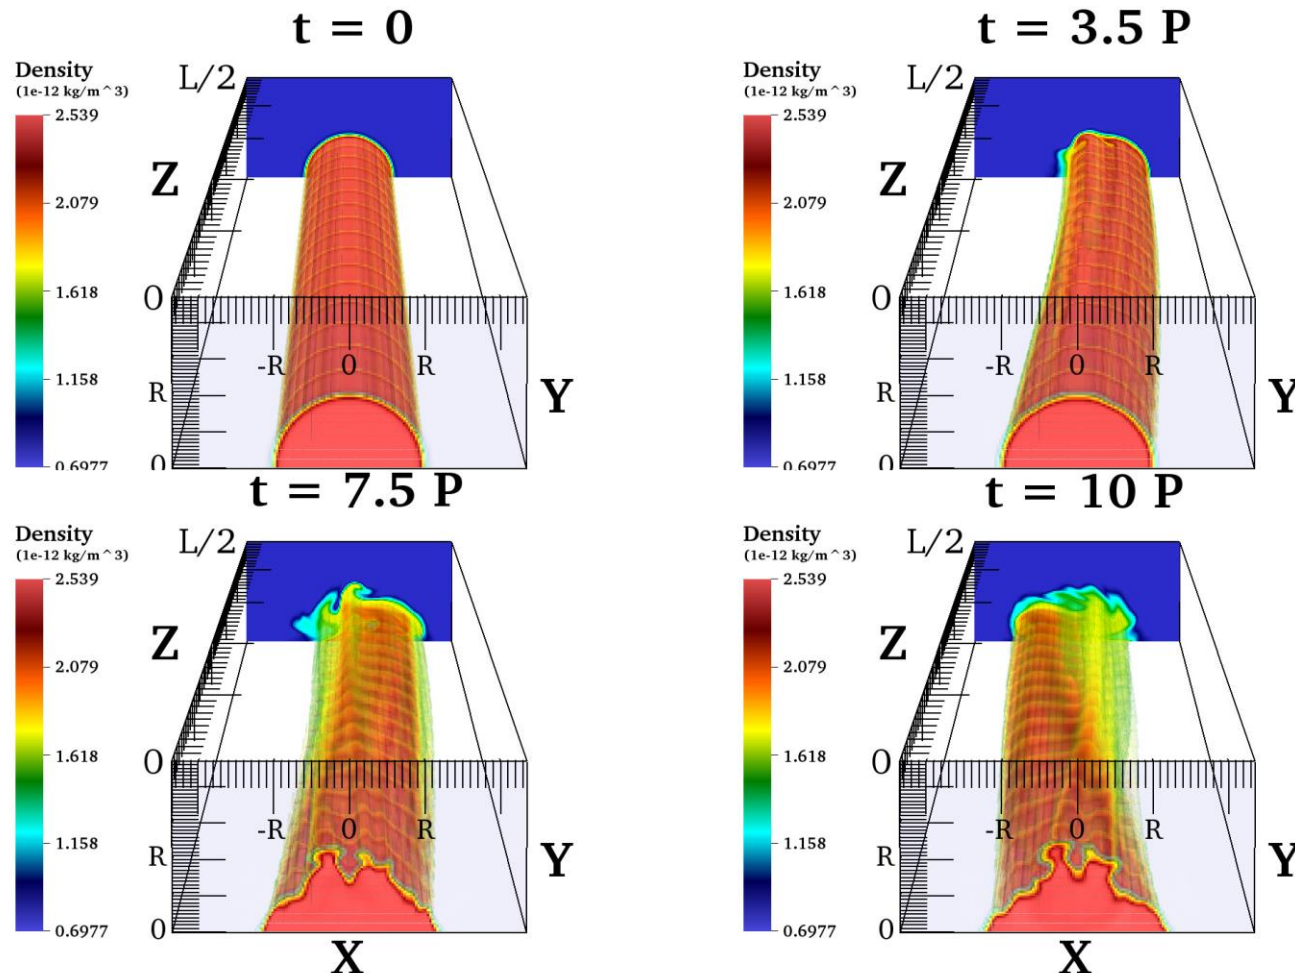 t = 0
Density
(1e-12 kg/m^3)
2.539
2.079
1.618
1.158
0.6977
L/2
Z
0
-R 0 R
R
0
Y
t = 3.5 P
Density
(1e-12 kg/m^3)
2.539
2.079
1.618
1.158
0.6977
L/2
Z
0
-R 0 R
R
0
Y
t = 7.5 P
Density
(1e-12 kg/m^3)
2.539
2.079
1.618
1.158
0.6977
L/2
Z
0
-R 0 R
R
0
Y
X
t = 10 P
Density
(1e-12 kg/m^3)
2.539
2.079
1.618
1.158
0.6977
L/2
Z
0
-R 0 R
R
0
Y
X